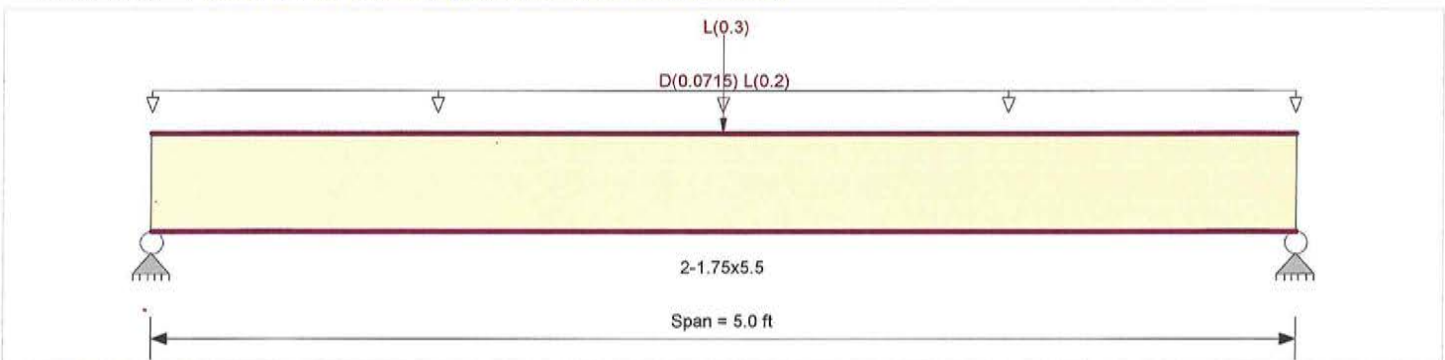 L(0.3)
D(0.0715) L(0.2)
2-1.75x5.5
Span = 5.0 ft